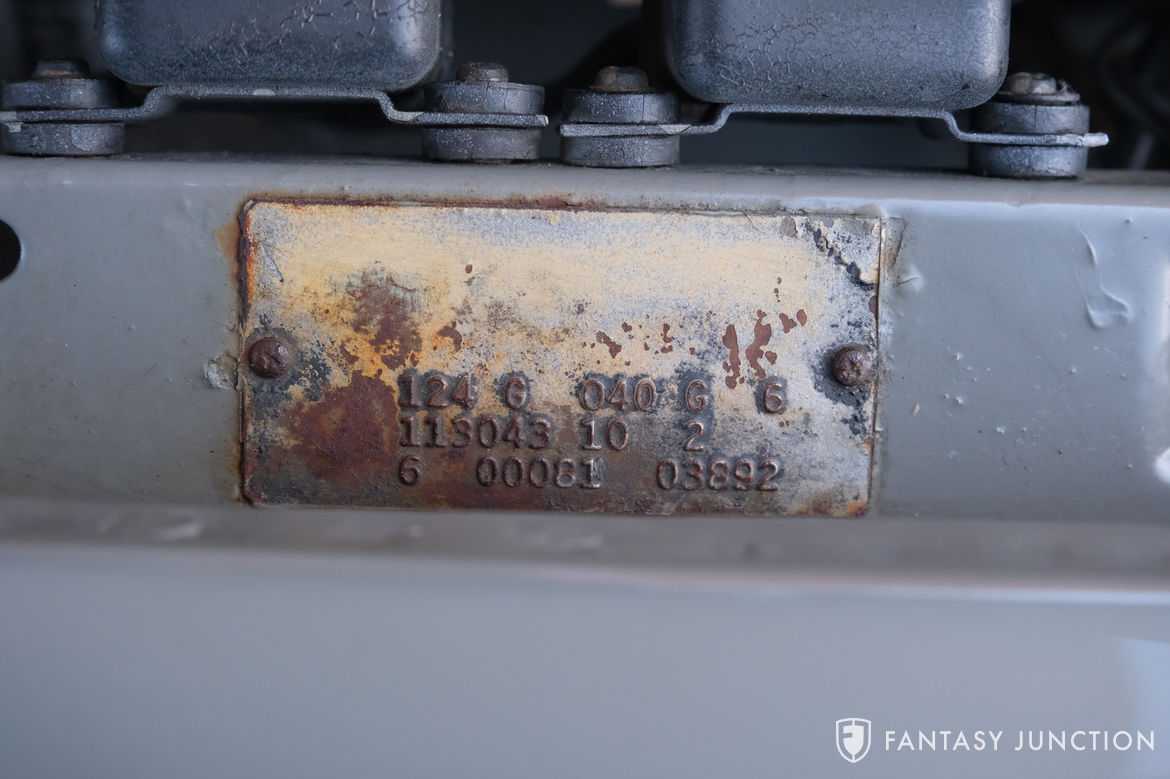 124 G 040 G 6
113043 10 2
6 00081 03892
FANTASY JUNCTION